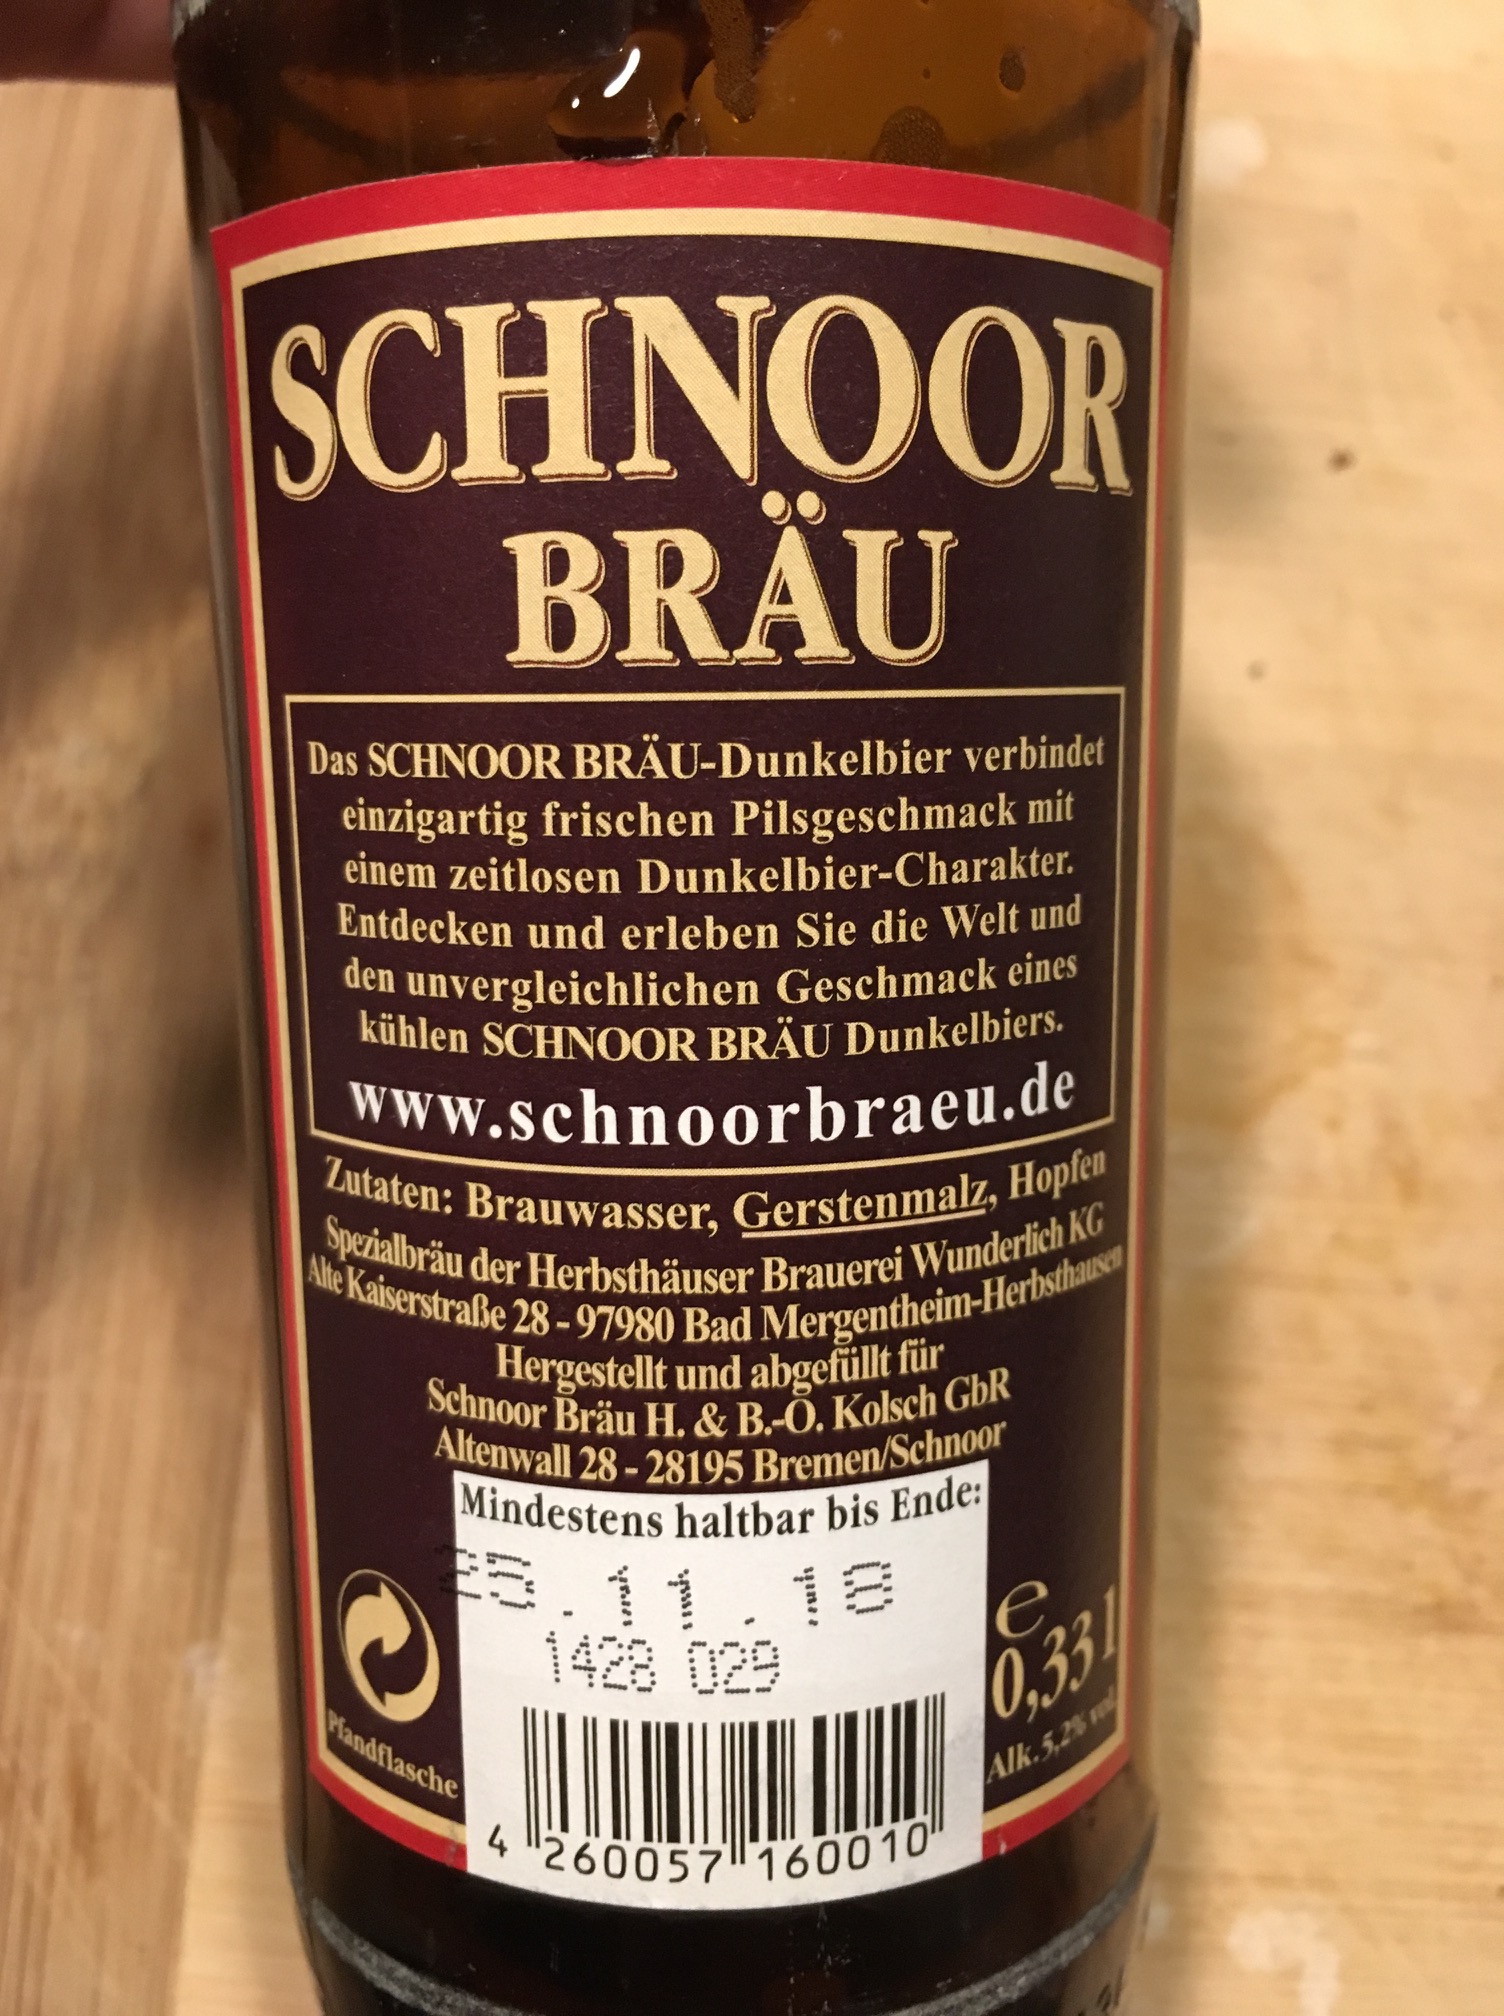 SCHNOOR
BRÄU
Das SCHNOOR BRÄU-Dunkelbier verbindet
einzigartig frischen Pilsgeschmack mit
einem zeitlosen Dunkelbier-Charakter.
Entdecken und erleben Sie die Welt und
den unvergleichlichen Geschmack eines
kühlen SCHNOOR BRÄU Dunkelbiers.
www.schnoorbraeu.de
Zutaten: Brauwasser, Gerstenmalz, Hopfen
Spezialbräu der Herbsthäuser Brauerei Wunderlich KG
Alte Kaiserstraße 28 - 97980 Bad Mergentheim-Herbsthausen
Hergestellt und abgefüllt für
Schnoor Bräu H. & B.-O. Kolsch GbR
Altenwall 28 - 28195 Bremen/Schnoor
Mindestens haltbar bis Ende:
25.11.18
1428 029
Pfandflasche
e
0,33 l
Alk. 5,2% vol.
4 260057 160010